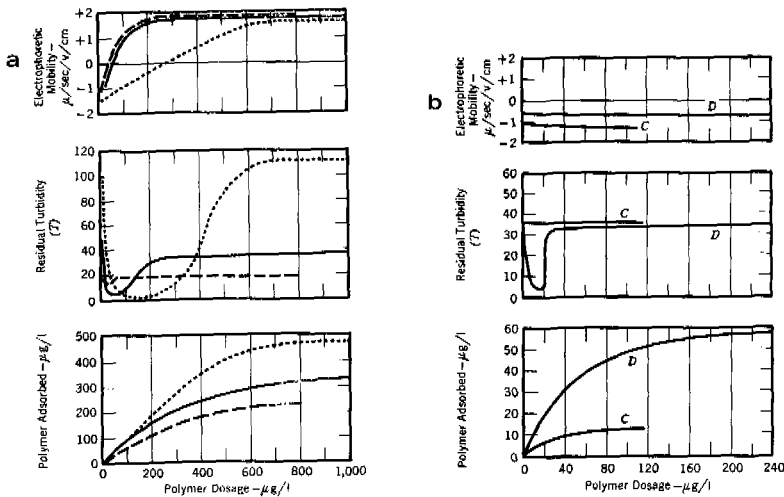 a
Electrophoretic
Mobility –
μ/sec/v/cm
+2
+1
0
-1
-2
Residual Turbidity
(T)
120
100
80
60
40
20
0
Polymer Adsorbed – μg/l
500
400
300
200
100
0
0 200 400 600 800 1,000
Polymer Dosage – μg/l
b
Electrophoretic
Mobility –
μ/sec/v/cm
+2
+1
0
-1
-2
D
C
Residual Turbidity
(T)
60
50
40
30
20
10
0
C
D
Polymer Adsorbed – μg/l
60
50
40
30
20
10
0
D
C
0 40 80 120 160 200 240
Polymer Dosage – μg/l